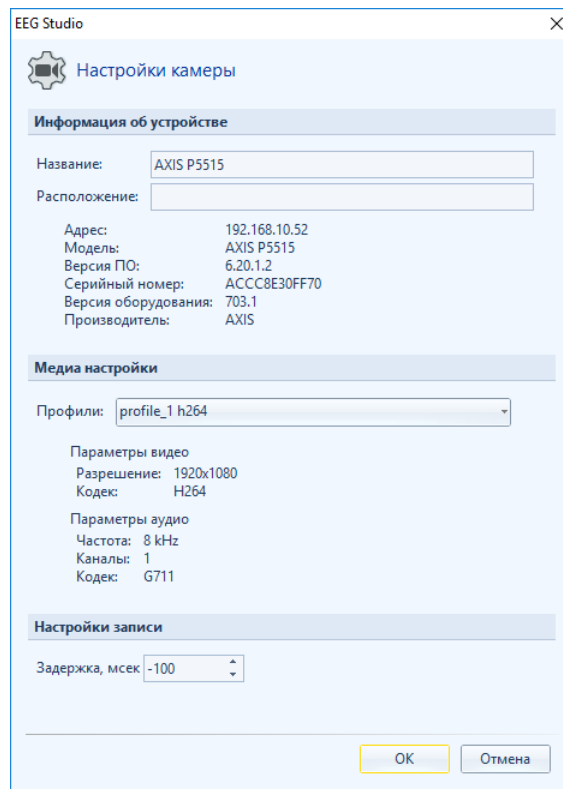 EEG Studio
Настройки камеры
Информация об устройстве
Название: AXIS P5515
Расположение:
Адрес: 192.168.10.52
Модель: AXIS P5515
Версия ПО: 6.20.1.2
Серийный номер: ACCC8E30FF70
Версия оборудования: 703.1
Производитель: AXIS
Медиа настройки
Профили: profile_1 h264
Параметры видео
Разрешение: 1920x1080
Кодек: H264
Параметры аудио
Частота: 8 kHz
Каналы: 1
Кодек: G711
Настройки записи
Задержка, мсек -100
OK Отмена